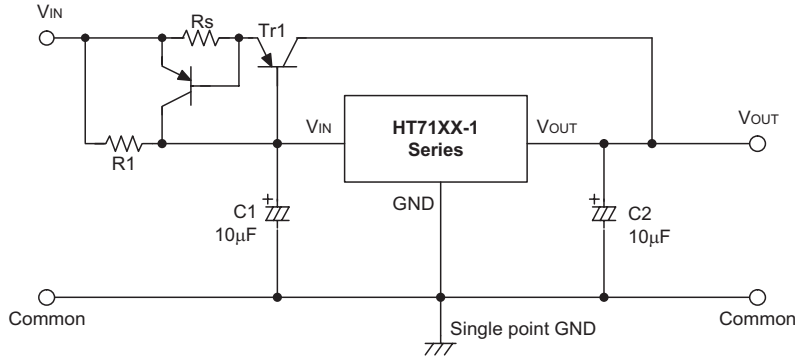 VIN
Rs
Tr1
R1
VIN
HT71XX-1
Series
VOUT
VOUT
GND
C1
10μF
C2
10μF
Common
Single point GND
Common